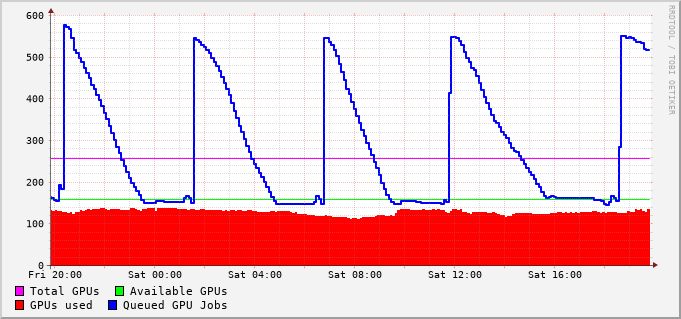 600
500
400
300
200
100
0
Fri 20:00 Sat 00:00 Sat 04:00 Sat 08:00 Sat 12:00 Sat 16:00
Total GPUs Available GPUs
GPUs used Queued GPU Jobs
RRDTOOL / TOBI OETIKER